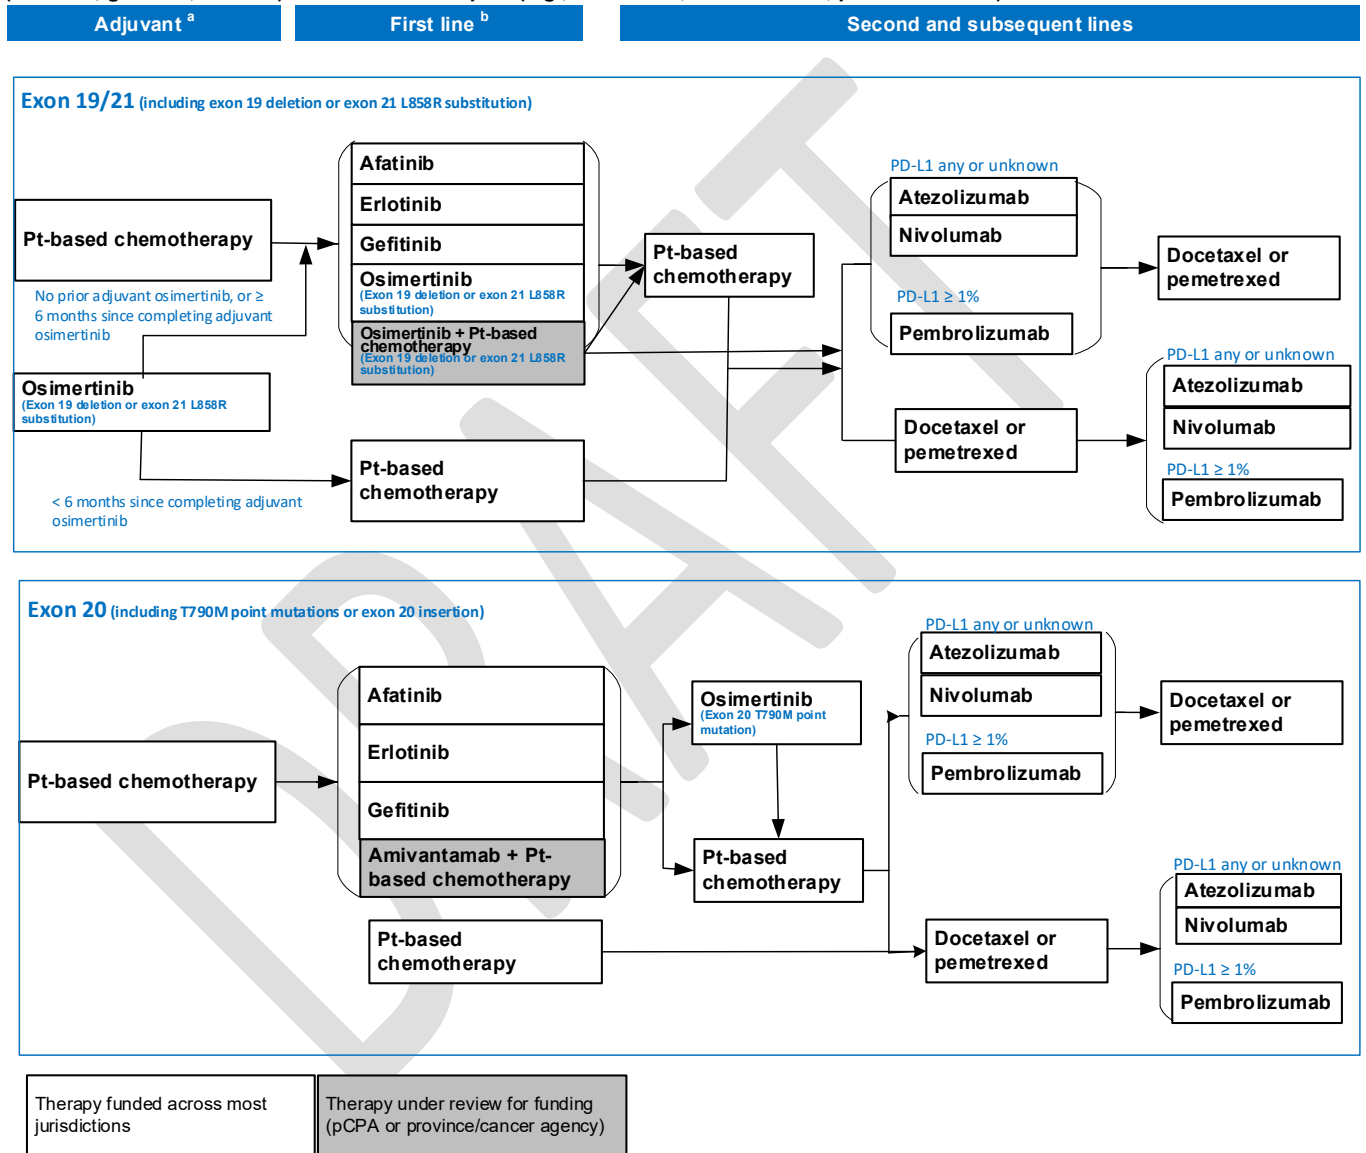 Adjuvant a
First line b
Second and subsequent lines
Exon 19/21 (including exon 19 deletion or exon 21 L858R substitution)
Pt-based chemotherapy
No prior adjuvant osimertinib, or ≥
6 months since completing adjuvant
osimertinib
Osimertinib
(Exon 19 deletion or exon 21 L858R
substitution)
< 6 months since completing adjuvant
osimertinib
Afatinib
Erlotinib
Gefitinib
Osimertinib
(Exon 19 deletion or exon 21 L858R
substitution)
Osimertinib + Pt-based
chemotherapy
(Exon 19 deletion or exon 21 L858R
substitution)
Pt-based
chemotherapy
Pt-based
chemotherapy
PD-L1 any or unknown
Atezolizumab
Nivolumab
PD-L1 ≥ 1%
Pembrolizumab
Docetaxel or
pemetrexed
Docetaxel or
pemetrexed
PD-L1 any or unknown
Atezolizumab
Nivolumab
PD-L1 ≥ 1%
Pembrolizumab
Exon 20 (including T790M point mutations or exon 20 insertion)
Pt-based chemotherapy
Afatinib
Erlotinib
Gefitinib
Amivantamab + Pt-
based chemotherapy
Pt-based
chemotherapy
Osimertinib
(Exon 20 T790M point
mutation)
Pt-based
chemotherapy
PD-L1 any or unknown
Atezolizumab
Nivolumab
PD-L1 ≥ 1%
Pembrolizumab
Docetaxel or
pemetrexed
Docetaxel or
pemetrexed
PD-L1 any or unknown
Atezolizumab
Nivolumab
PD-L1 ≥ 1%
Pembrolizumab
Therapy funded across most
jurisdictions
Therapy under review for funding
(pCPA or province/cancer agency)
DRAFT